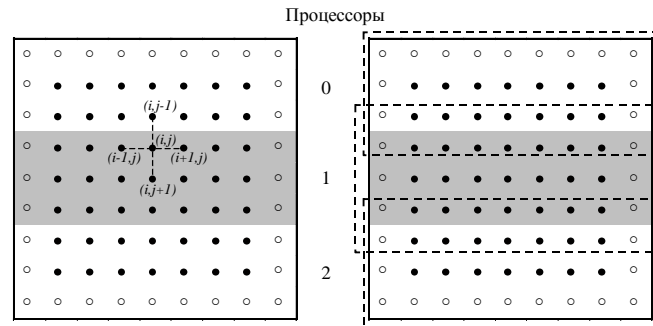 Процессоры
0
(i,j-1)
(i,j)
(i-1,j)
(i+1,j)
1
(i,j+1)
2